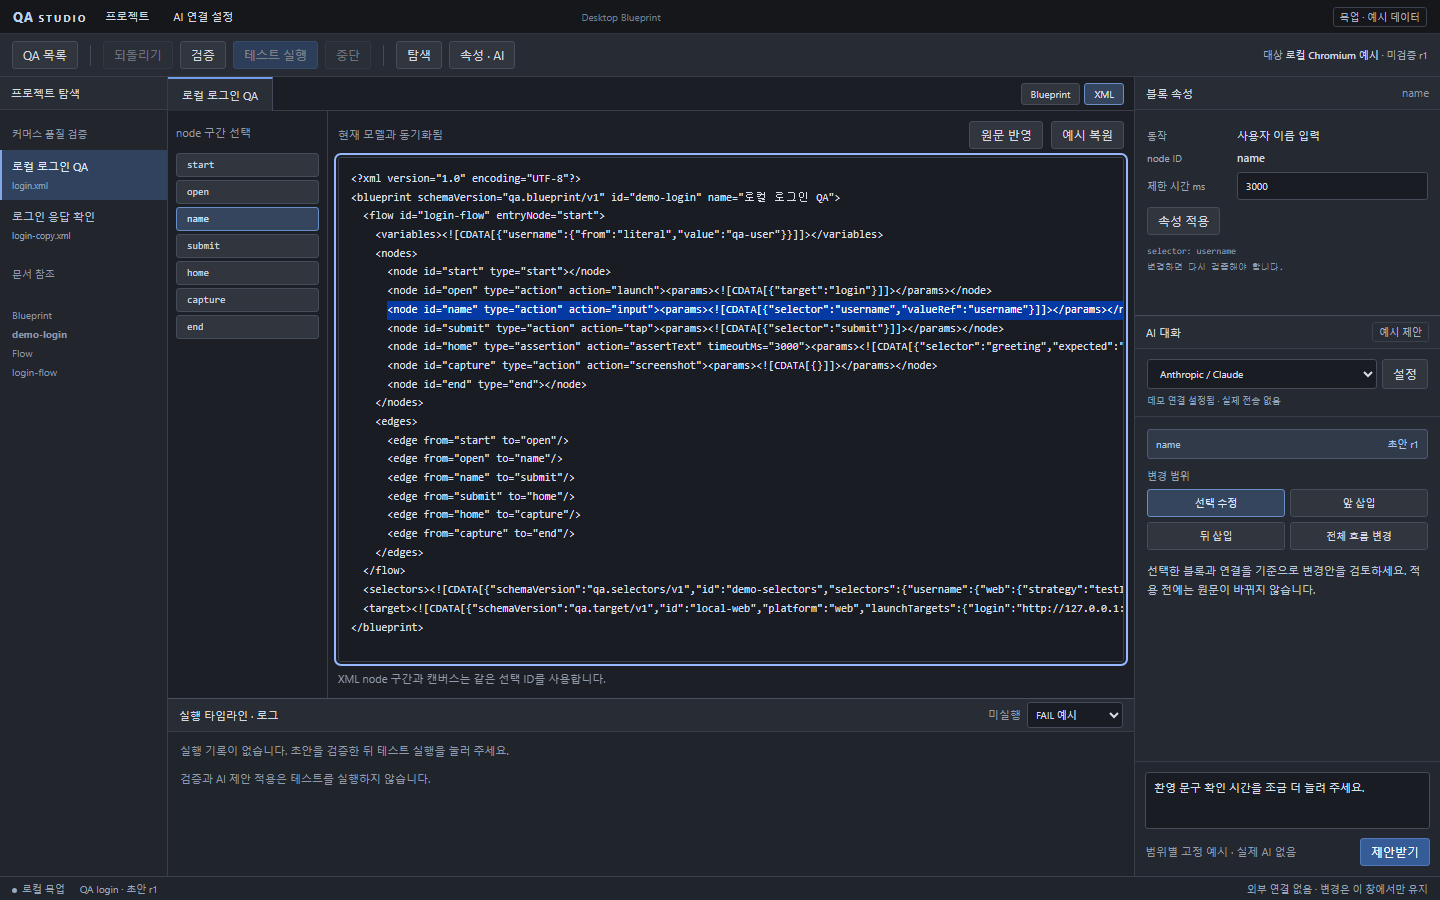 QA STUDIO 프로젝트 AI 연결 설정 Desktop Blueprint 목업 · 예시 데이터
QA 목록 되돌리기 검증 테스트 실행 중단 탐색 속성 · AI 대상 로컬 Chromium 예시 · 미검증 r1
프로젝트 탐색
커머스 품질 검증
로컬 로그인 QA
login.xml
로그인 응답 확인
login-copy.xml
문서 참조
Blueprint
demo-login
Flow
login-flow
로컬 로그인 QA Blueprint XML
node 구간 선택
start
open
name
submit
home
capture
end
현재 모델과 동기화됨 원문 반영 예시 복원
<?xml version="1.0" encoding="UTF-8"?>
<blueprint schemaVersion="qa.blueprint/v1" id="demo-login" name="로컬 로그인 QA">
<flow id="login-flow" entryNode="start">
<variables><![CDATA[{"username":{"from":"literal","value":"qa-user"}}]]></variables>
<nodes>
<node id="start" type="start"></node>
<node id="open" type="action" action="launch"><params><![CDATA[{"target":"login"}]]></params></node>
<node id="name" type="action" action="input"><params><![CDATA[{"selector":"username","valueRef":"username"}]]></params></n
<node id="submit" type="action" action="tap"><params><![CDATA[{"selector":"submit"}]]></params></node>
<node id="home" type="assertion" action="assertText" timeoutMs="3000"><params><![CDATA[{"selector":"greeting","expected":"
<node id="capture" type="action" action="screenshot"><params><![CDATA[{}]]></params></node>
<node id="end" type="end"></node>
</nodes>
<edges>
<edge from="start" to="open"/>
<edge from="open" to="name"/>
<edge from="name" to="submit"/>
<edge from="submit" to="home"/>
<edge from="home" to="capture"/>
<edge from="capture" to="end"/>
</edges>
</flow>
<selectors><![CDATA[{"schemaVersion":"qa.selectors/v1","id":"demo-selectors","selectors":{"username":{"web":{"strategy":"testI
<target><![CDATA[{"schemaVersion":"qa.target/v1","id":"local-web","platform":"web","launchTargets":{"login":"http://127.0.0.1:
</blueprint>
XML node 구간과 캔버스는 같은 선택 ID를 사용합니다.
실행 타임라인 · 로그 미실행 FAIL 예시
실행 기록이 없습니다. 초안을 검증한 뒤 테스트 실행을 눌러 주세요.
검증과 AI 제안 적용은 테스트를 실행하지 않습니다.
블록 속성 name
동작 사용자 이름 입력
node ID name
제한 시간 ms 3000
속성 적용
selector: username
변경하면 다시 검증해야 합니다.
AI 대화 예시 제안
Anthropic / Claude 설정
데모 연결 설정됨 · 실제 전송 없음
name 초안 r1
변경 범위
선택 수정 앞 삽입
뒤 삽입 전체 흐름 변경
선택한 블록과 연결을 기준으로 변경안을 검토하세요. 적
용 전에는 원문이 바뀌지 않습니다.
환영 문구 확인 시간을 조금 더 늘려 주세요.
범위별 고정 예시 · 실제 AI 없음 제안받기
로컬 목업 QA login · 초안 r1 외부 연결 없음 · 변경은 이 창에서만 유지